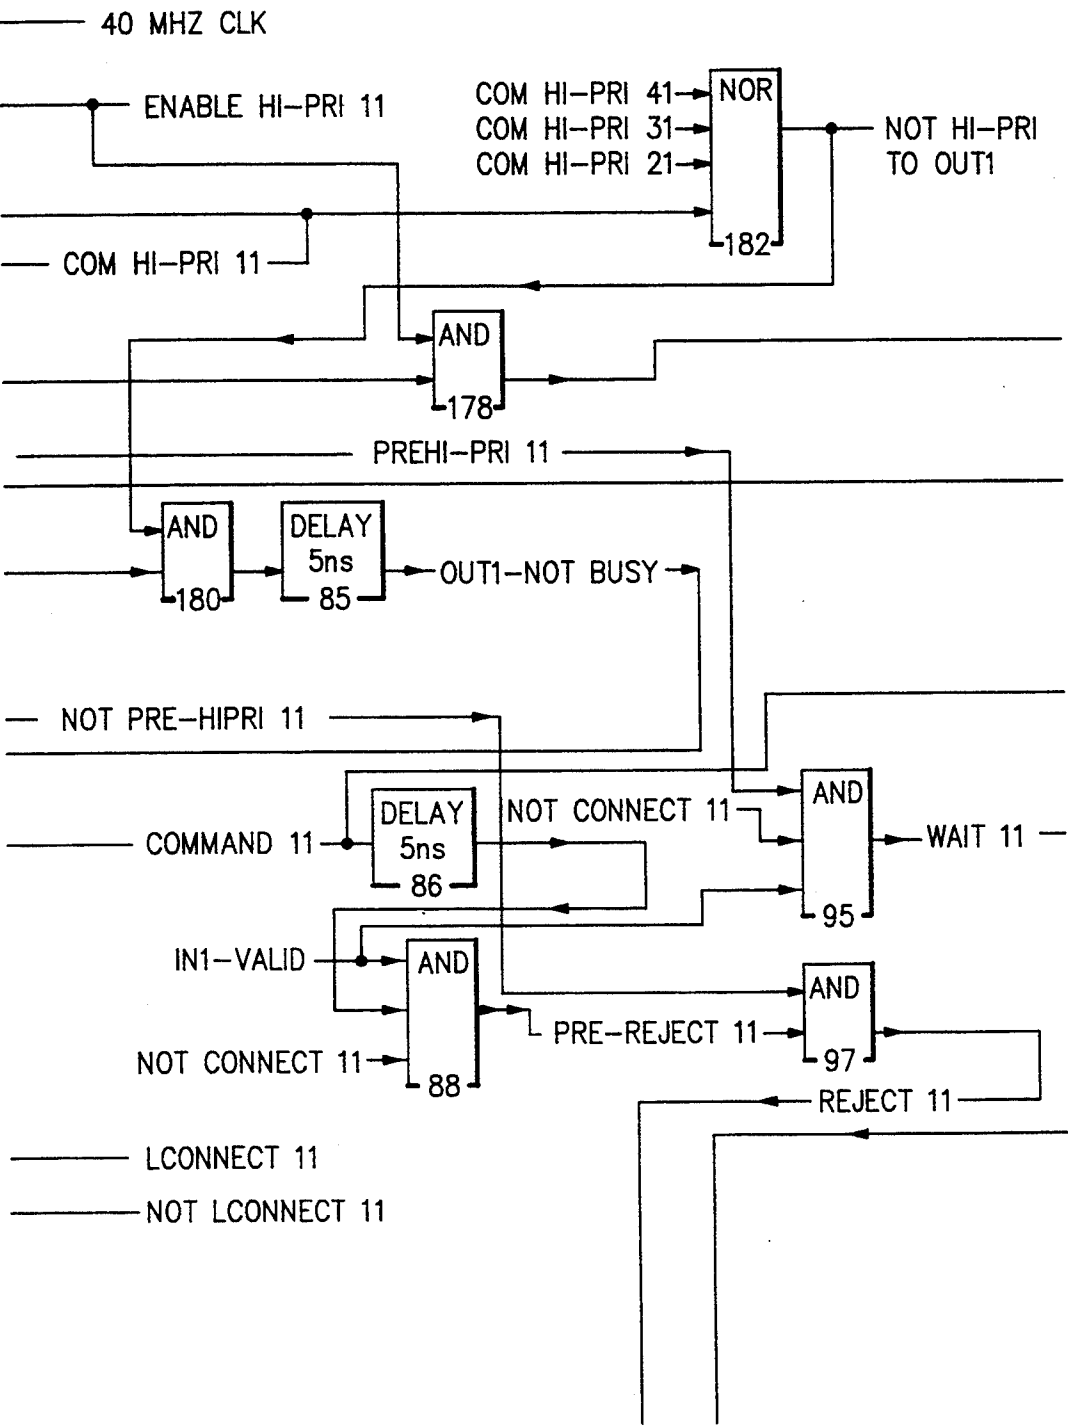 40 MHZ CLK
ENABLE HI-PRI 11
COM HI-PRI 41
COM HI-PRI 31
COM HI-PRI 21
NOR
182
NOT HI-PRI
TO OUT1
COM HI-PRI 11
AND
178
PREHI-PRI 11
AND
180
DELAY
5ns
85
OUT1-NOT BUSY
NOT PRE-HIPRI 11
COMMAND 11
DELAY
5ns
86
NOT CONNECT 11
AND
95
WAIT 11
IN1-VALID
NOT CONNECT 11
AND
88
PRE-REJECT 11
AND
97
REJECT 11
LCONNECT 11
NOT LCONNECT 11